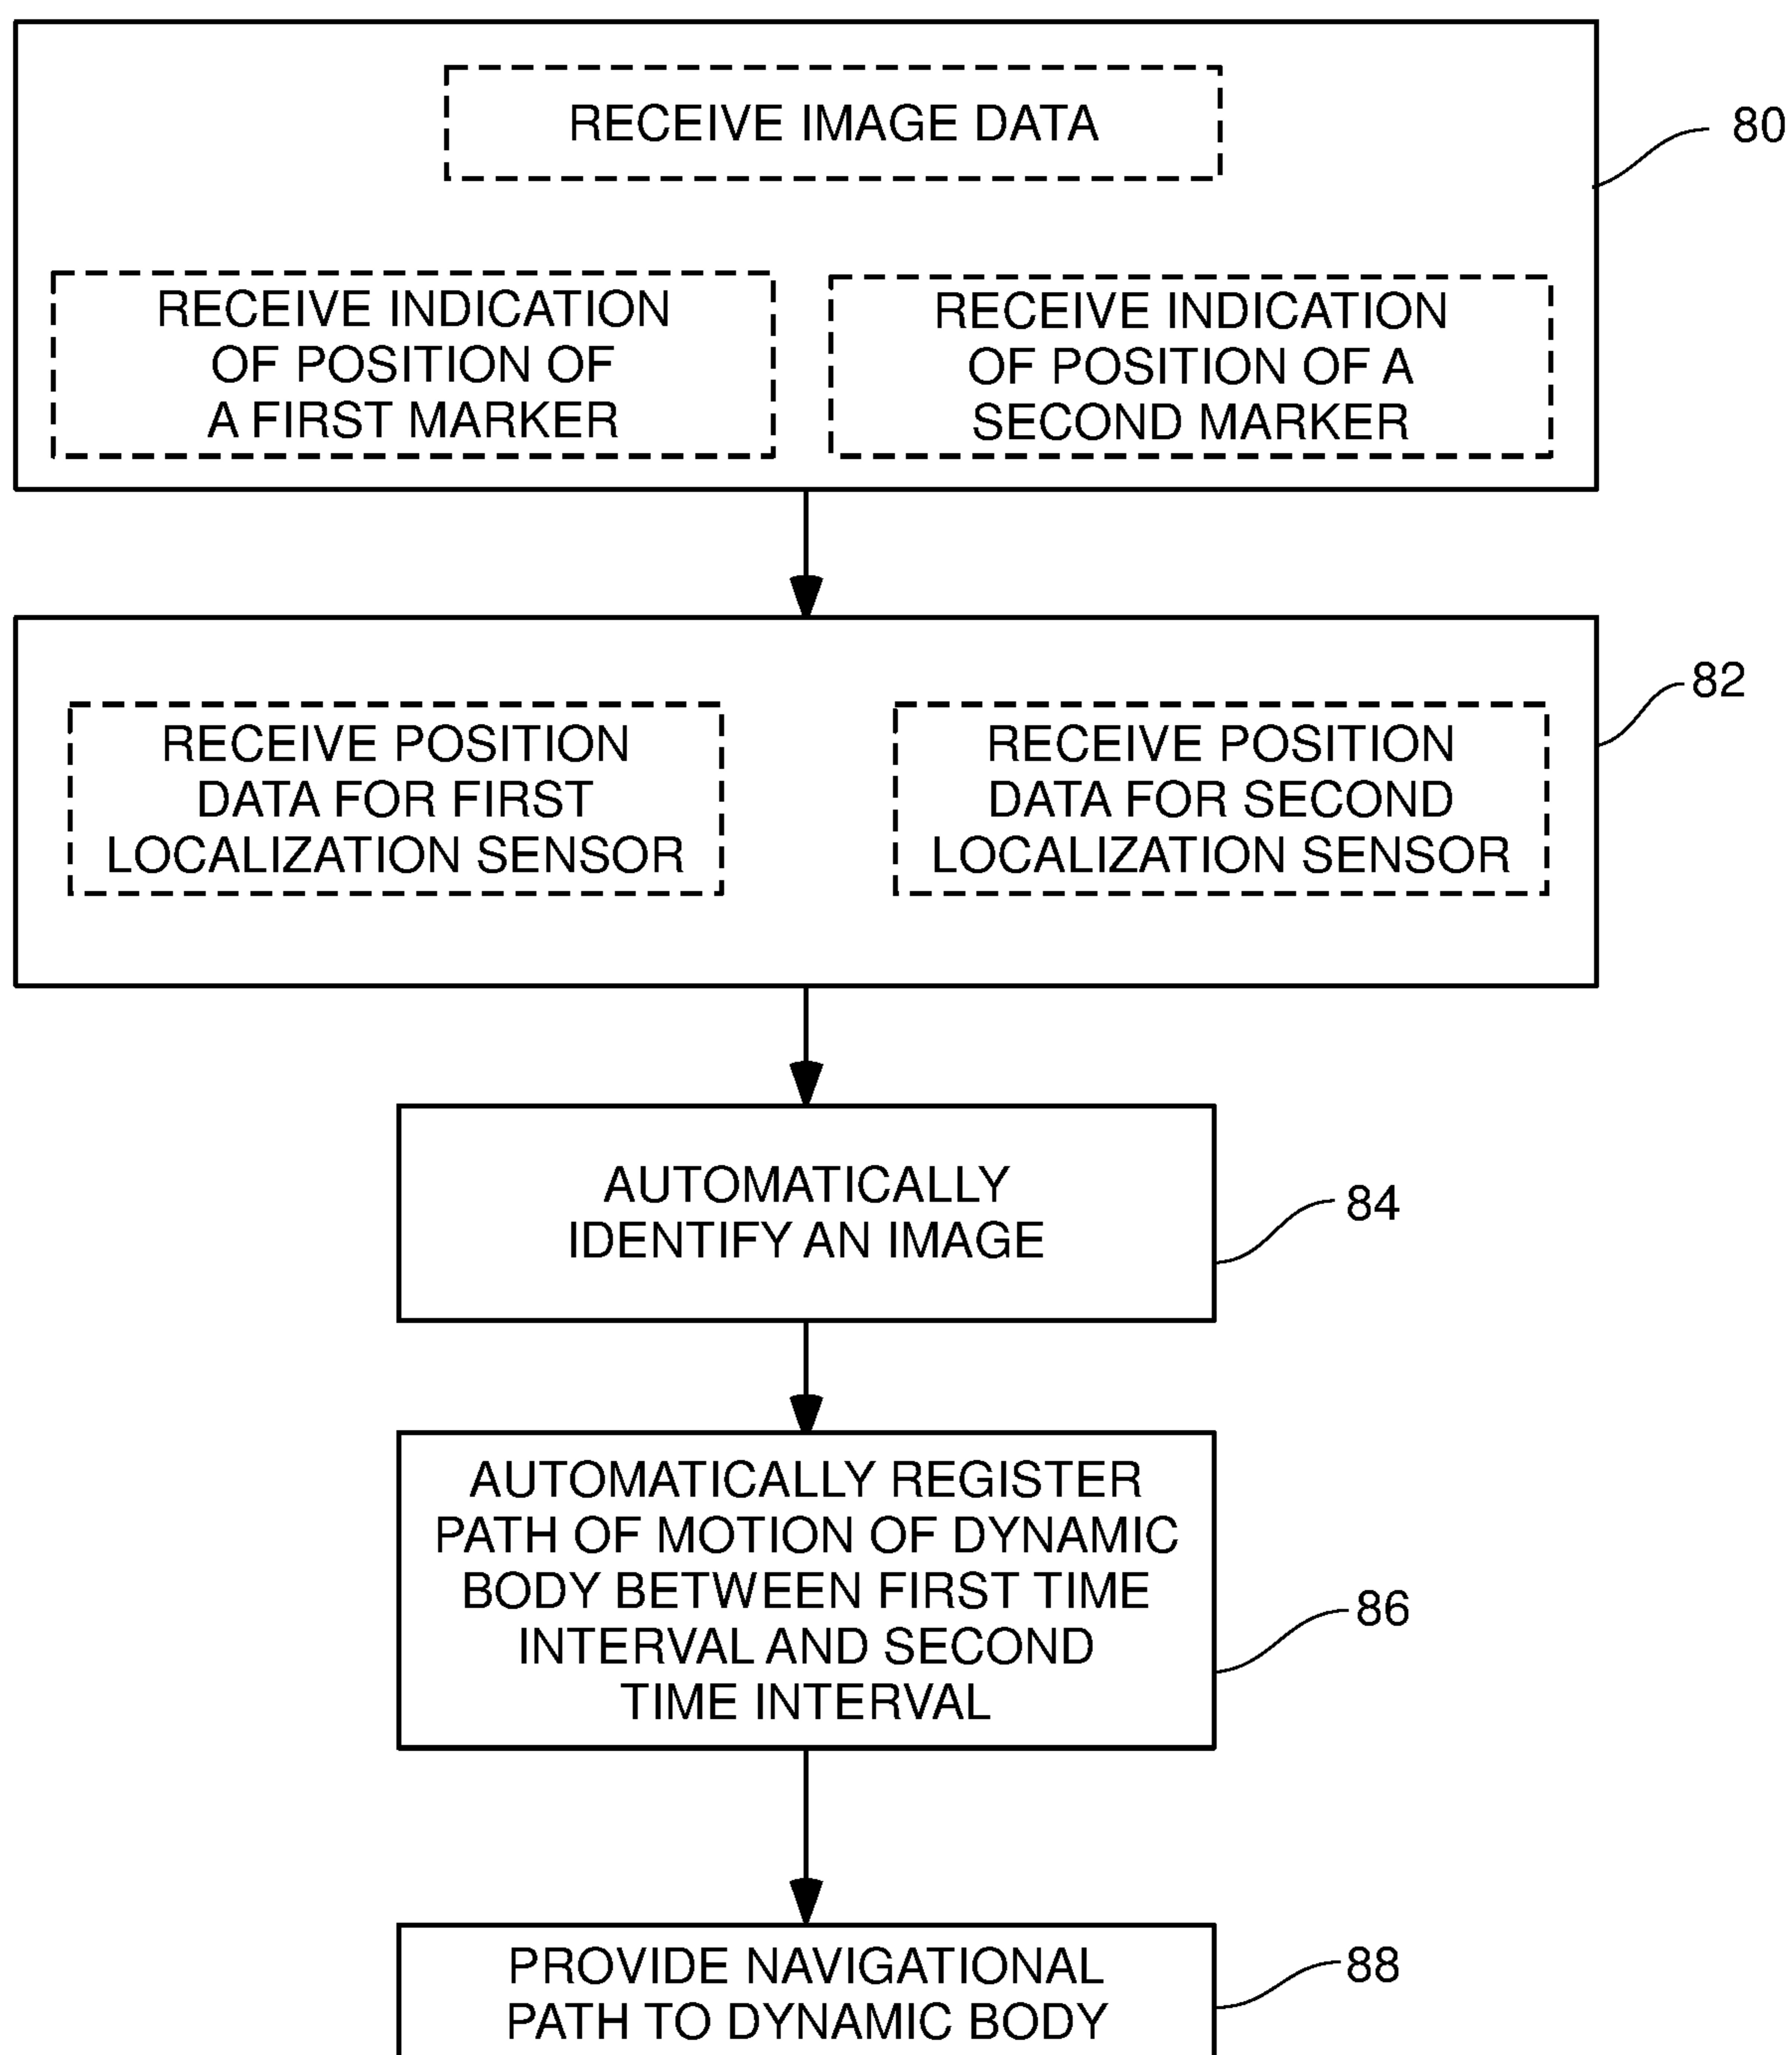 RECEIVE IMAGE DATA
80
RECEIVE INDICATION
OF POSITION OF
A FIRST MARKER
RECEIVE INDICATION
OF POSITION OF A
SECOND MARKER
82
RECEIVE POSITION
DATA FOR FIRST
LOCALIZATION SENSOR
RECEIVE POSITION
DATA FOR SECOND
LOCALIZATION SENSOR
AUTOMATICALLY
IDENTIFY AN IMAGE
84
AUTOMATICALLY REGISTER
PATH OF MOTION OF DYNAMIC
BODY BETWEEN FIRST TIME
INTERVAL AND SECOND
TIME INTERVAL
86
PROVIDE NAVIGATIONAL
PATH TO DYNAMIC BODY
88